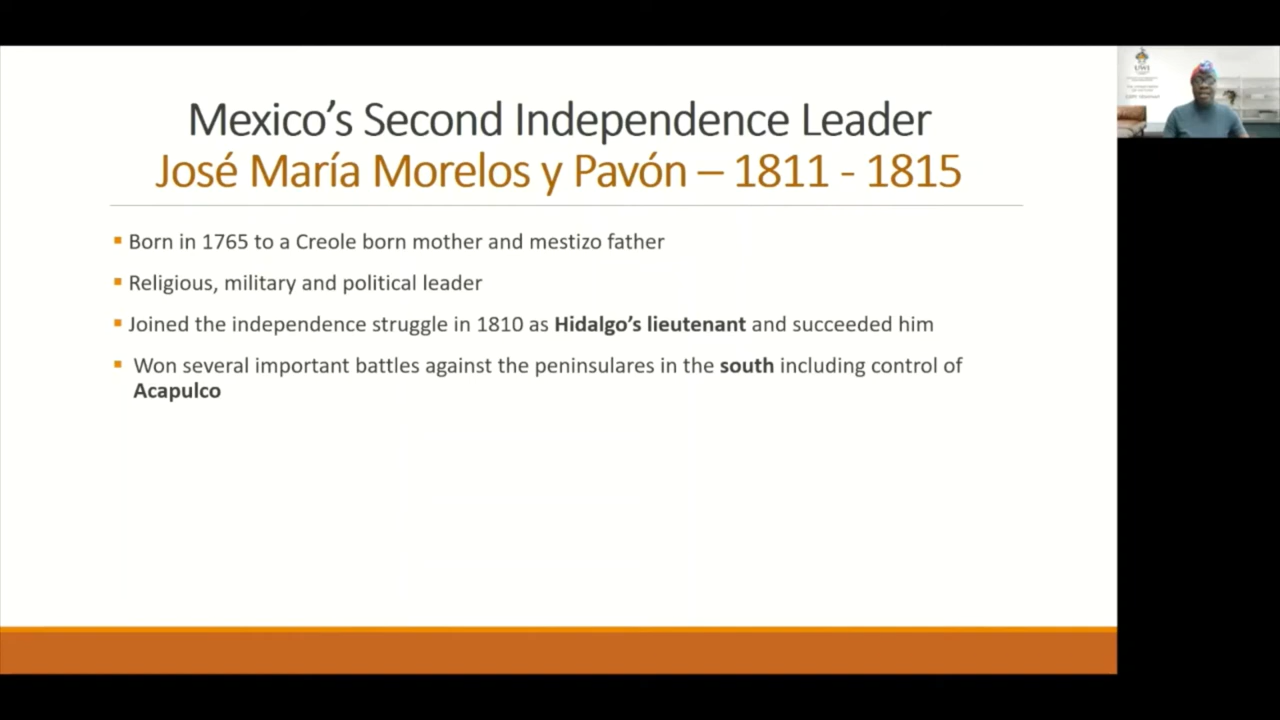 Mexico's Second Independence Leader
José María Morelos y Pavón – 1811 - 1815
Born in 1765 to a Creole born mother and mestizo father
Religious, military and political leader
Joined the independence struggle in 1810 as Hidalgo's lieutenant and succeeded him
Won several important battles against the peninsulares in the south including control of
Acapulco
UWI